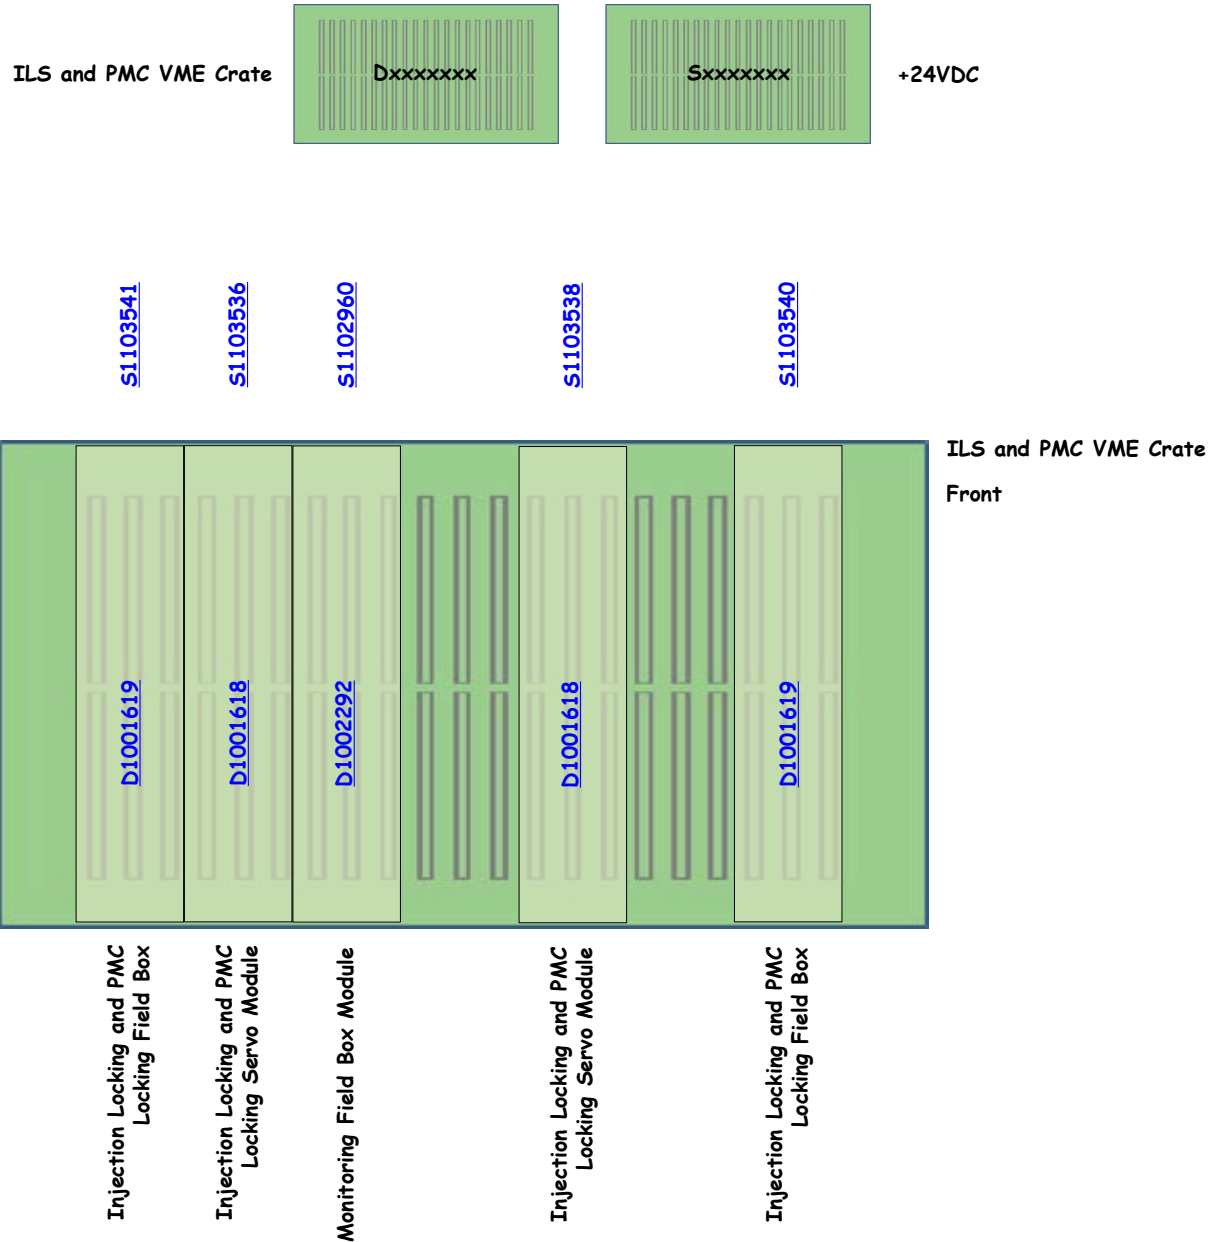 ILS and PMC VME Crate
Dxxxxxxx
Sxxxxxxx
+24VDC
S1103541
S1103536
S1102960
S1103538
S1103540
ILS and PMC VME Crate
Front
D1001619
D1001618
D1002292
D1001618
D1001619
Injection Locking and PMC
Locking Field Box
Injection Locking and PMC
Locking Servo Module
Monitoring Field Box Module
Injection Locking and PMC
Locking Servo Module
Injection Locking and PMC
Locking Field Box